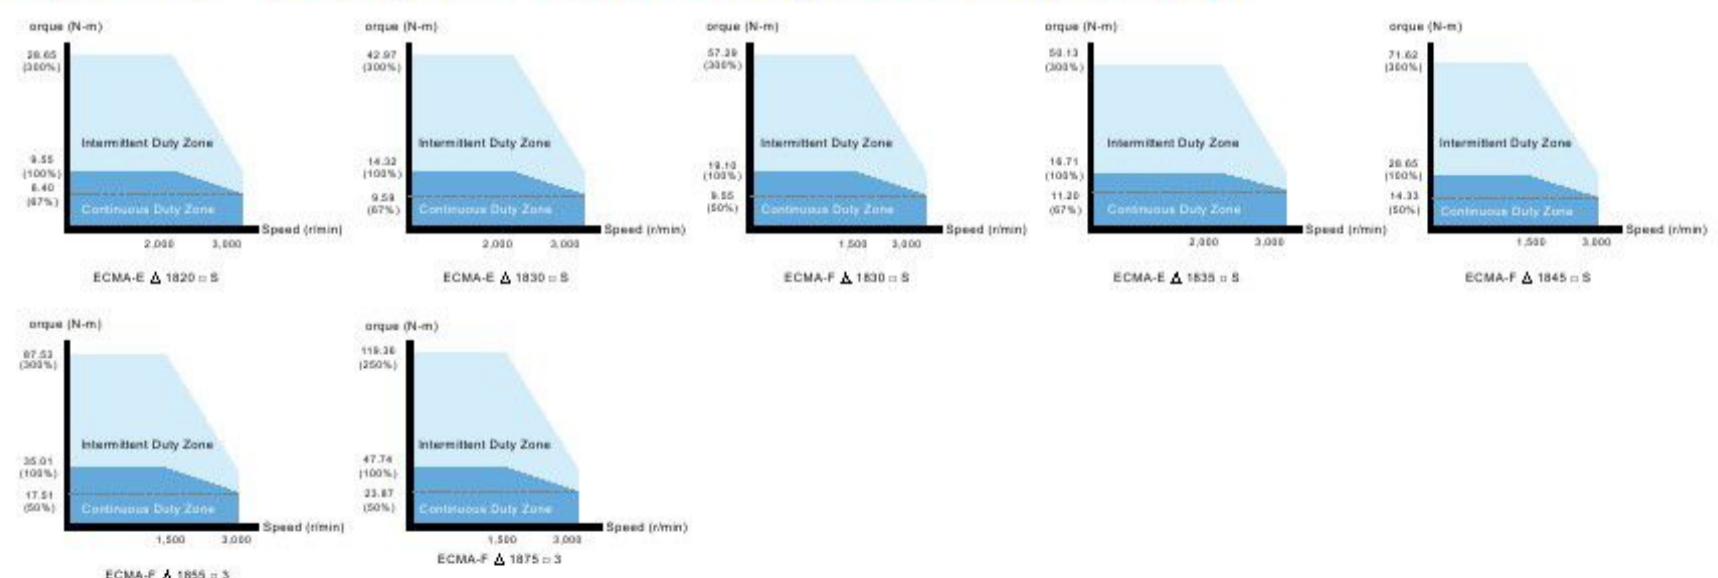 orque (N-m)
28.65
(300%)
Intermittent Duty Zone
9.55
(100%)
6.40
(67%)
Continuous Duty Zone
Speed (r/min)
2,000 3,000
ECMA-E △ 1820 □ S
orque (N-m)
42.97
(300%)
Intermittent Duty Zone
14.32
(100%)
9.59
(67%)
Continuous Duty Zone
Speed (r/min)
2,000 3,000
ECMA-E △ 1830 □ S
orque (N-m)
57.29
(300%)
Intermittent Duty Zone
19.10
(100%)
9.55
(50%)
Continuous Duty Zone
Speed (r/min)
1,500 3,000
ECMA-F △ 1830 □ S
orque (N-m)
50.13
(300%)
Intermittent Duty Zone
16.71
(100%)
11.20
(67%)
Continuous Duty Zone
Speed (r/min)
2,000 3,000
ECMA-E △ 1835 □ S
orque (N-m)
71.62
(300%)
Intermittent Duty Zone
28.65
(100%)
14.33
(50%)
Continuous Duty Zone
Speed (r/min)
1,500 3,000
ECMA-F △ 1845 □ S
orque (N-m)
87.53
(300%)
Intermittent Duty Zone
35.01
(100%)
17.51
(50%)
Continuous Duty Zone
Speed (r/min)
1,500 3,000
ECMA-F △ 1855 □ 3
orque (N-m)
119.36
(250%)
Intermittent Duty Zone
47.74
(100%)
23.87
(50%)
Continuous Duty Zone
Speed (r/min)
1,500 3,000
ECMA-F △ 1875 □ 3